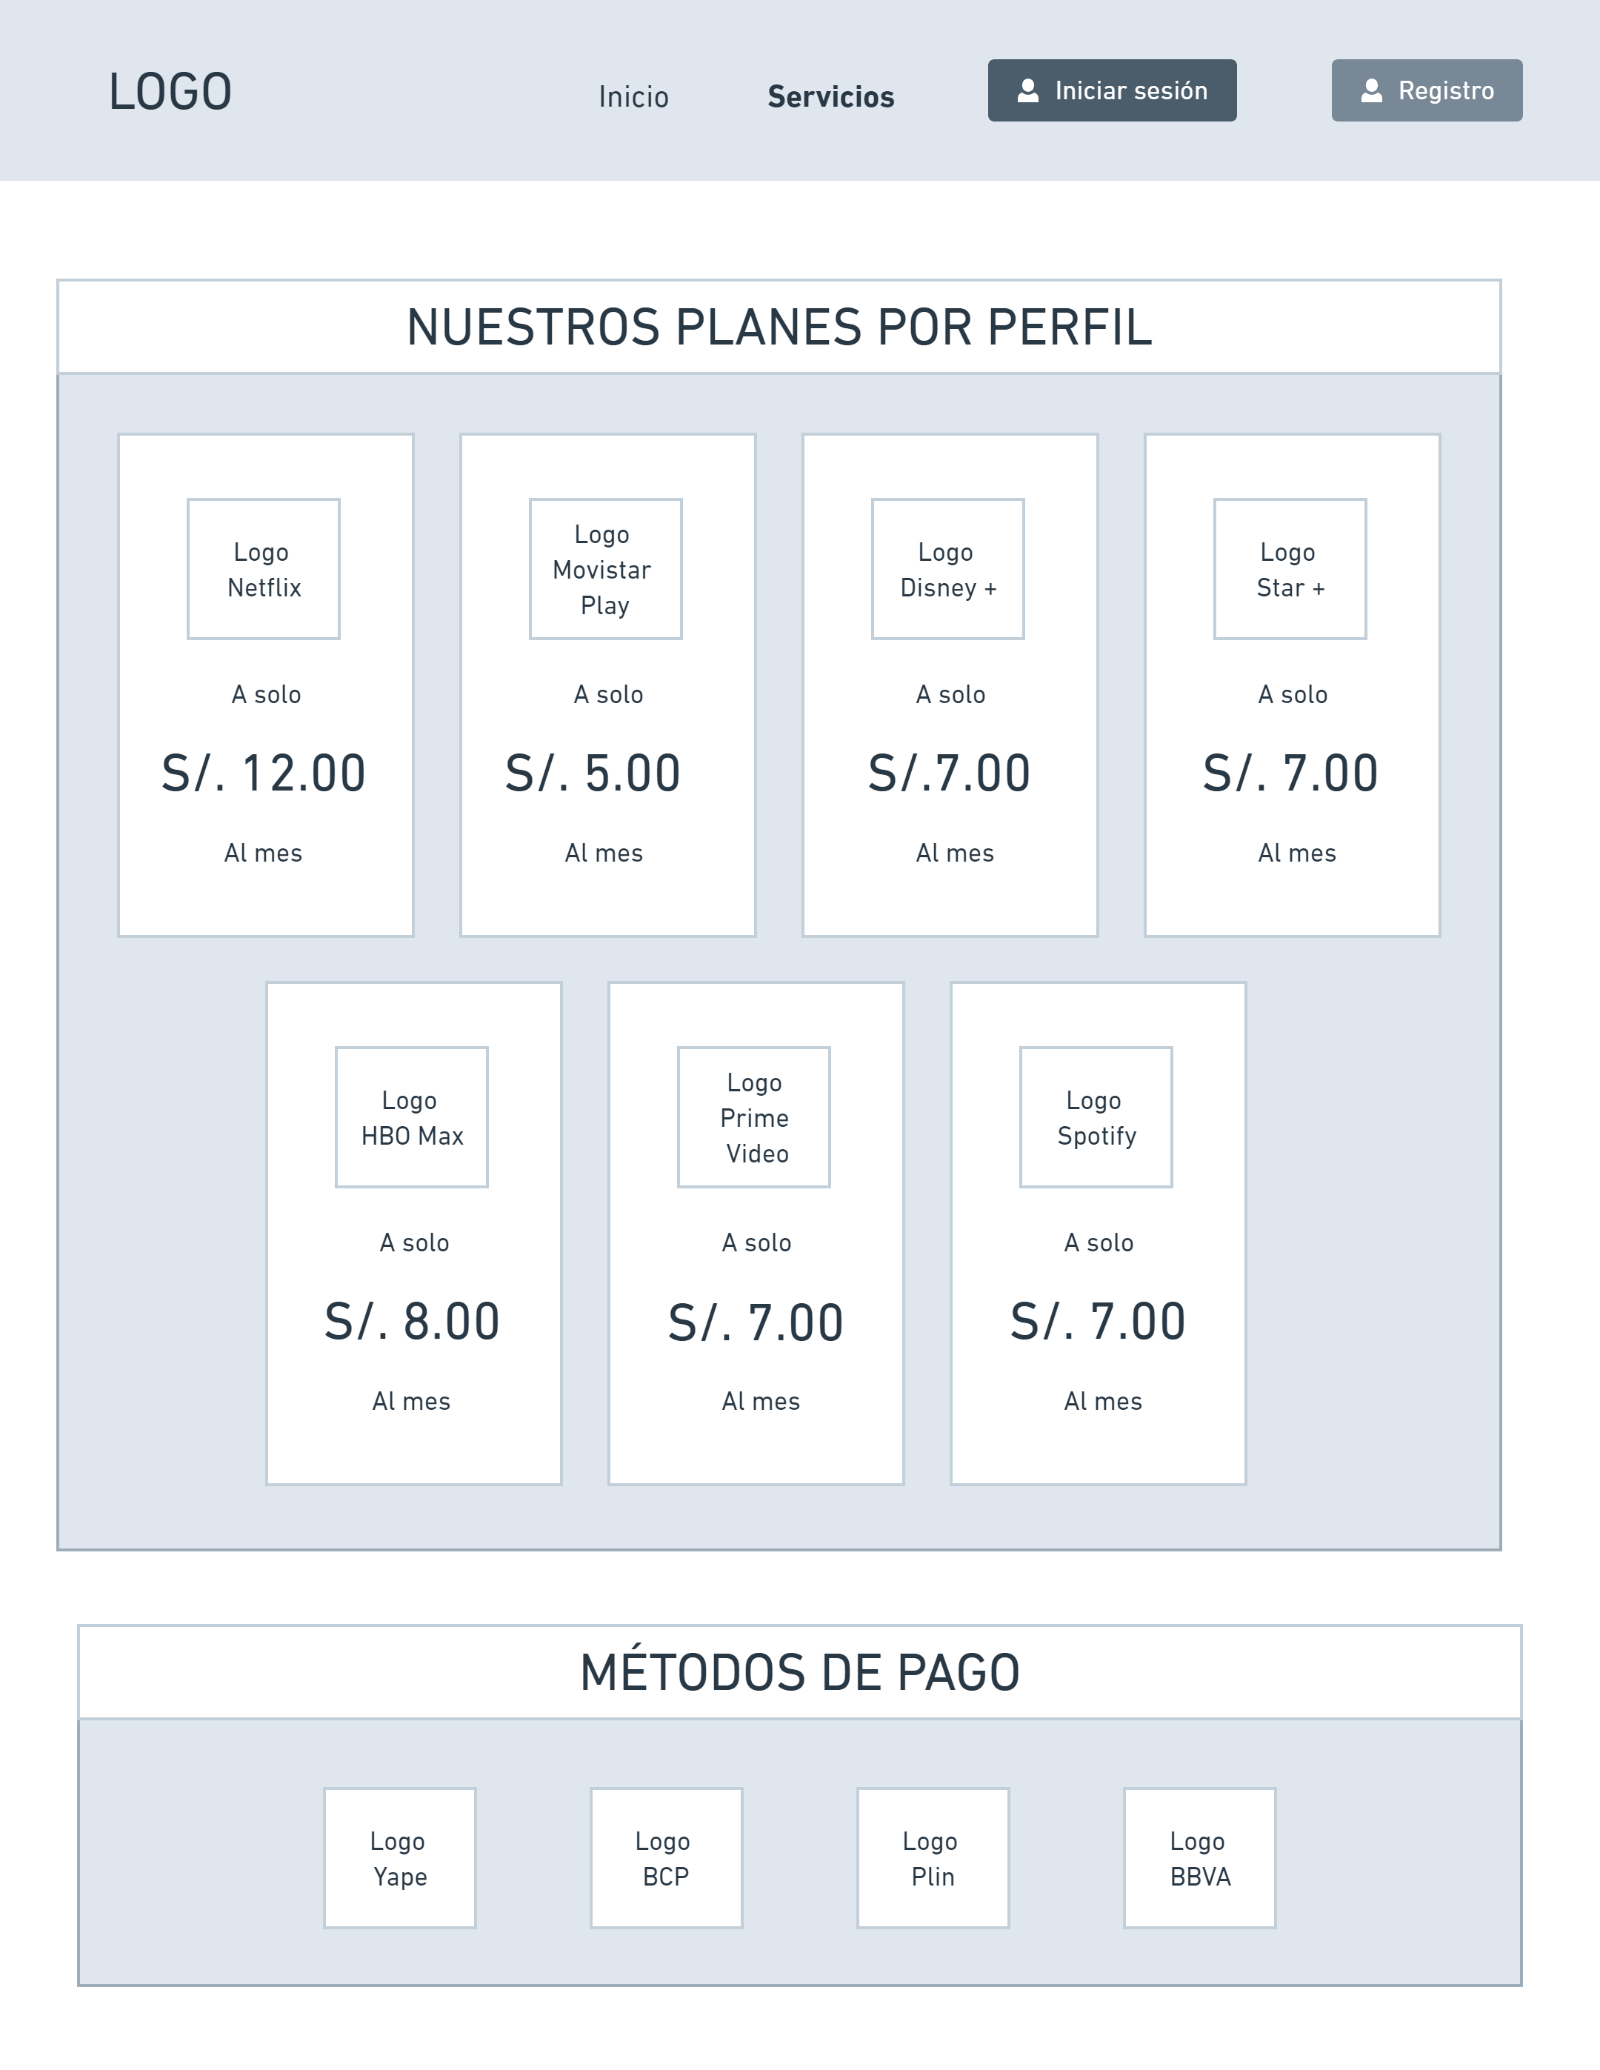 LOGO
Inicio
Servicios
Iniciar sesión
Registro
NUESTROS PLANES POR PERFIL
Logo
Netflix
A solo
S/. 12.00
Al mes
Logo
Movistar
Play
A solo
S/. 5.00
Al mes
Logo
Disney +
A solo
S/.7.00
Al mes
Logo
Star +
A solo
S/. 7.00
Al mes
Logo
HBO Max
A solo
S/. 8.00
Al mes
Logo
Prime
Video
A solo
S/. 7.00
Al mes
Logo
Spotify
A solo
S/. 7.00
Al mes
MÉTODOS DE PAGO
Logo
Yape
Logo
BCP
Logo
Plin
Logo
BBVA